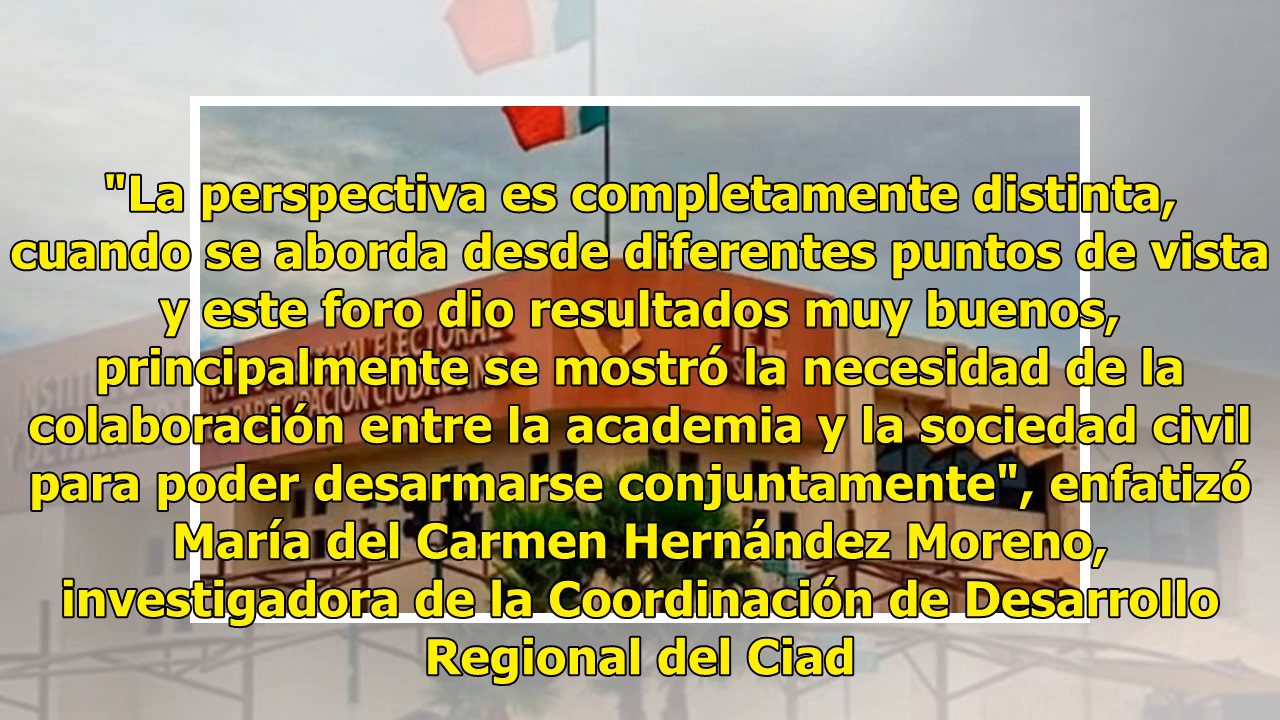 "La perspectiva es completamente distinta,
cuando se aborda desde diferentes puntos de vista
y este foro dio resultados muy buenos,
principalmente se mostró la necesidad de la
colaboración entre la academia y la sociedad civil
para poder desarmarse conjuntamente", enfatizó
María del Carmen Hernández Moreno,
investigadora de la Coordinación de Desarrollo
Regional del Ciad
ELECTORAL